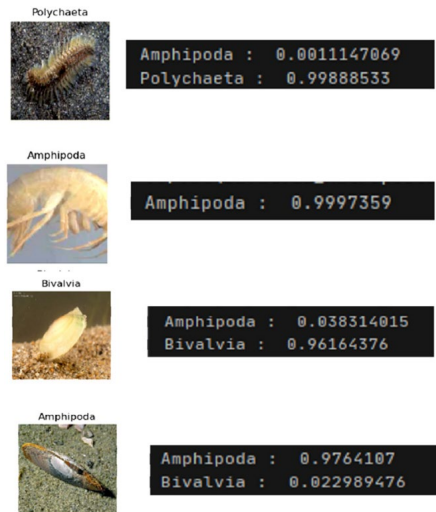 Polychaeta
Amphipoda : 0.0011147069
Polychaeta : 0.99888533
Amphipoda
Amphipoda : 0.9997359
Bivalvia
Amphipoda : 0.038314015
Bivalvia : 0.96164376
Amphipoda
Amphipoda : 0.9764107
Bivalvia : 0.022989476